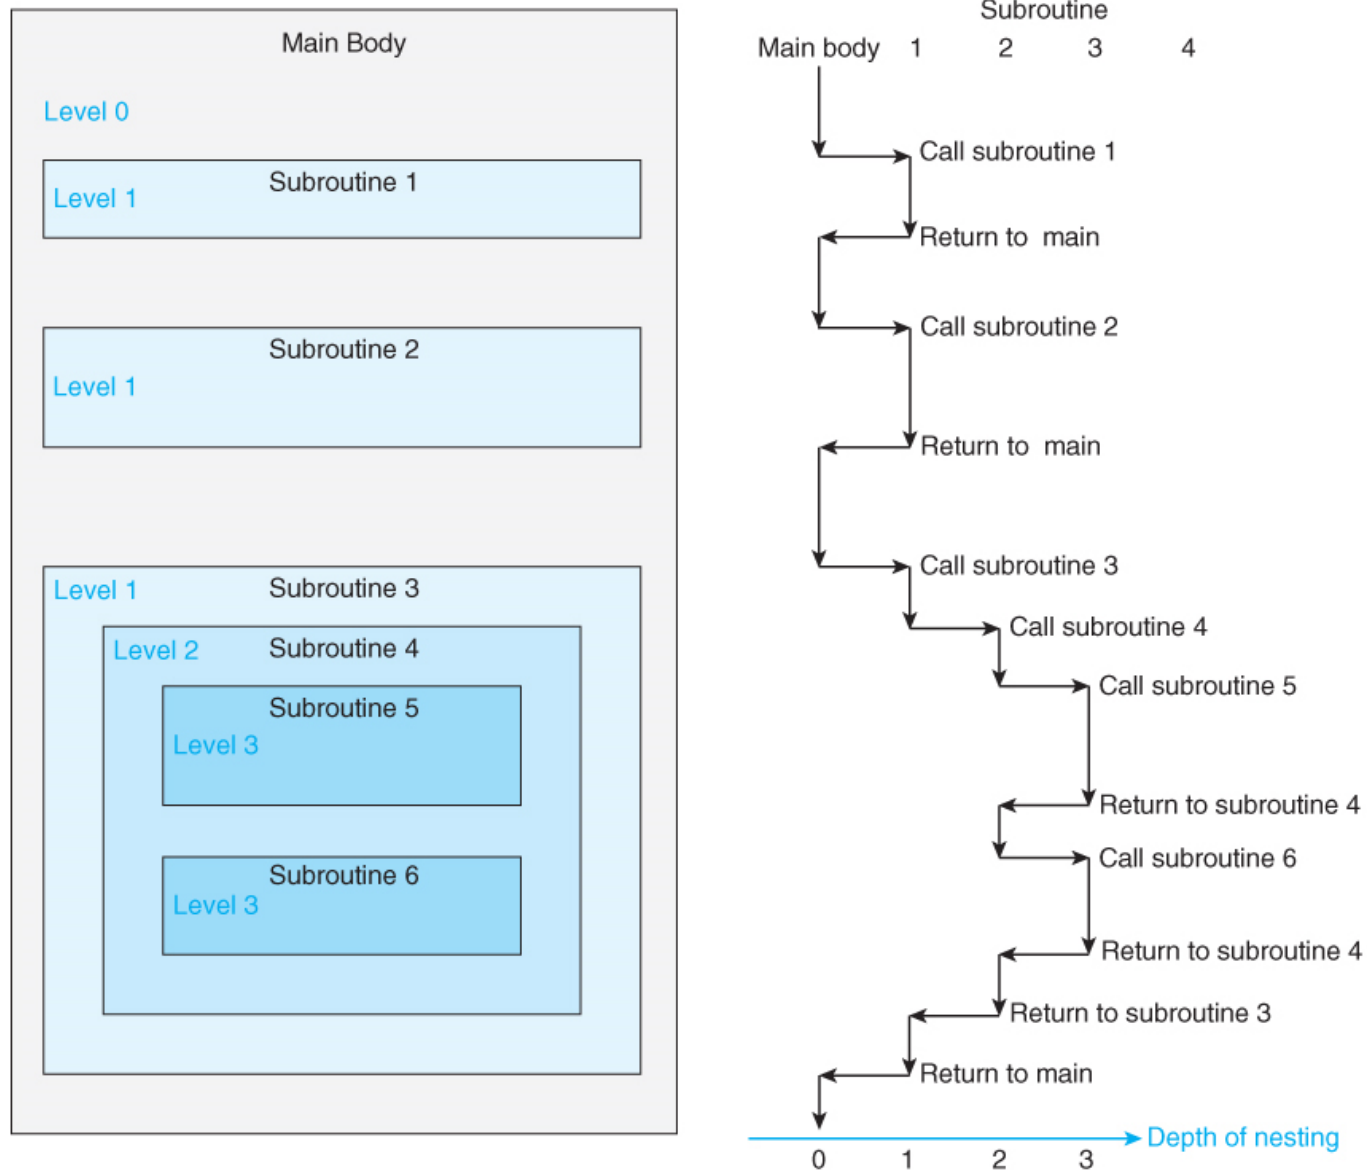 Main Body
Level 0
Subroutine 1
Level 1
Subroutine 2
Level 1
Level 1 Subroutine 3
Level 2 Subroutine 4
Subroutine 5
Level 3
Subroutine 6
Level 3
Subroutine
Main body 1 2 3 4
Call subroutine 1
Return to main
Call subroutine 2
Return to main
Call subroutine 3
Call subroutine 4
Call subroutine 5
Return to subroutine 4
Call subroutine 6
Return to subroutine 4
Return to subroutine 3
Return to main
Depth of nesting
0 1 2 3